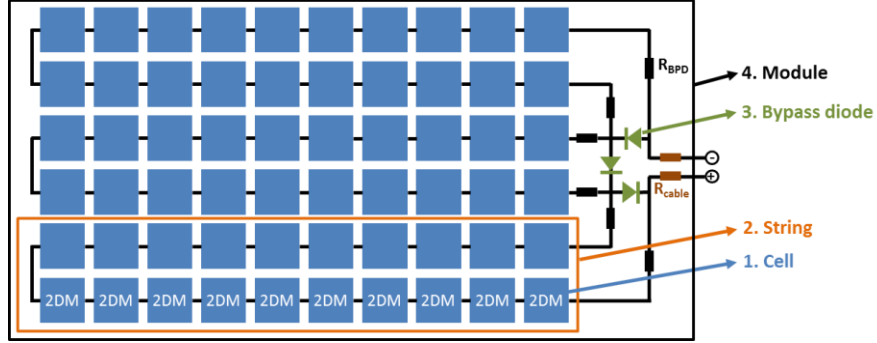 R_BPD
4. Module
3. Bypass diode
-
+
R_cable
2. String
1. Cell
2DM 2DM 2DM 2DM 2DM 2DM 2DM 2DM 2DM 2DM